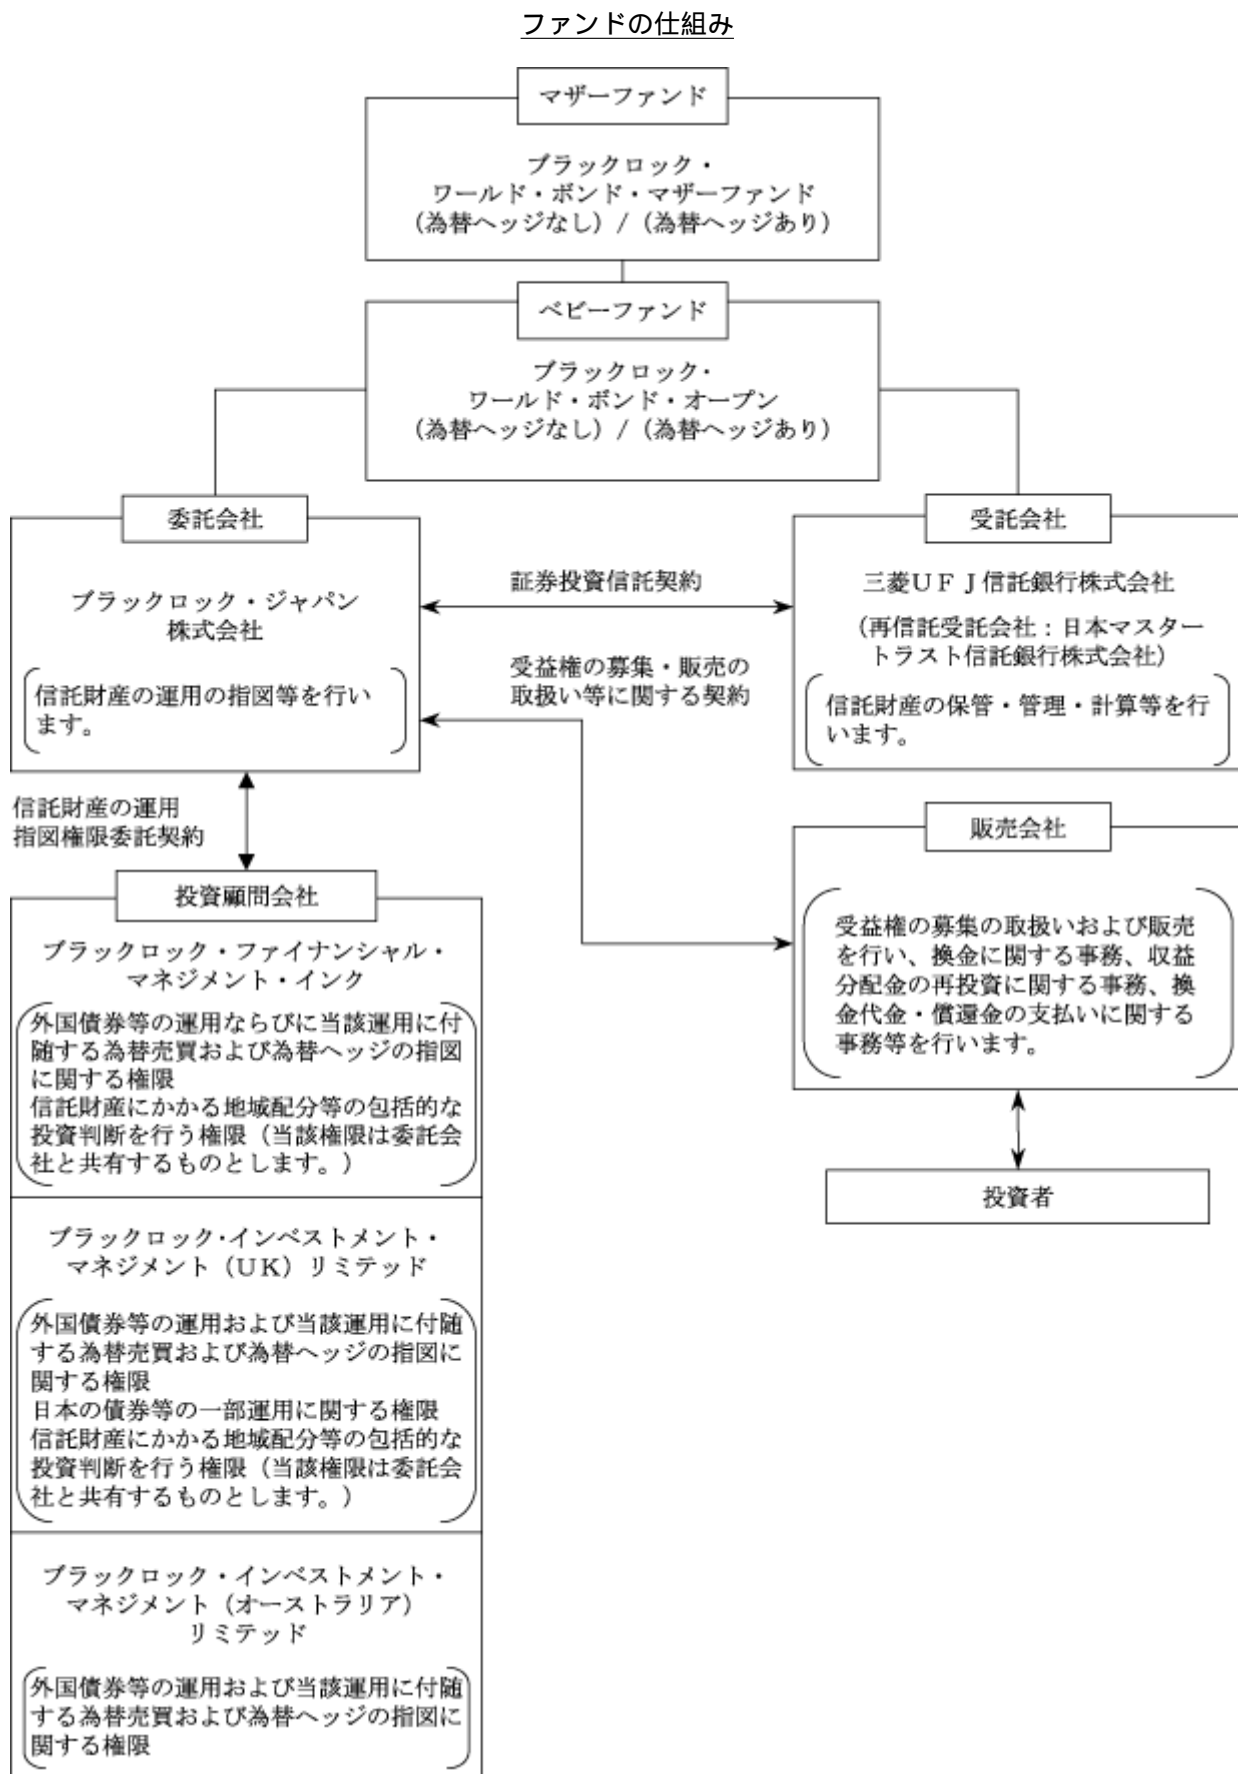 ファンドの仕組み
マザーファンド
ブラックロック・
ワールド・ボンド・マザーファンド
（為替ヘッジなし）/（為替ヘッジあり）
ベビーファンド
ブラックロック・
ワールド・ボンド・オープン
（為替ヘッジなし）/（為替ヘッジあり）
委託会社
ブラックロック・ジャパン
株式会社
信託財産の運用の指図等を行い
ます。
証券投資信託契約
受益権の募集・販売の
取扱い等に関する契約
受託会社
三菱ＵＦＪ信託銀行株式会社
（再信託受託会社：日本マスター
トラスト信託銀行株式会社）
信託財産の保管・管理・計算等を行
います。
信託財産の運用
指図権限委託契約
販売会社
受益権の募集の取扱いおよび販売
を行い、換金に関する事務、収益
分配金の再投資に関する事務、換
金代金・償還金の支払いに関する
事務等を行います。
投資者
投資顧問会社
ブラックロック・ファイナンシャル・
マネジメント・インク
外国債券等の運用ならびに当該運用に付
随する為替売買および為替ヘッジの指図
に関する権限
信託財産にかかる地域配分等の包括的な
投資判断を行う権限（当該権限は委託会
社と共有するものとします。）
ブラックロック・インベストメント・
マネジメント（ＵＫ）リミテッド
外国債券等の運用および当該運用に付随
する為替売買および為替ヘッジの指図に
関する権限
日本の債券等の一部運用に関する権限
信託財産にかかる地域配分等の包括的な
投資判断を行う権限（当該権限は委託会
社と共有するものとします。）
ブラックロック・インベストメント・
マネジメント（オーストラリア）
リミテッド
外国債券等の運用および当該運用に付随
する為替売買および為替ヘッジの指図に
関する権限